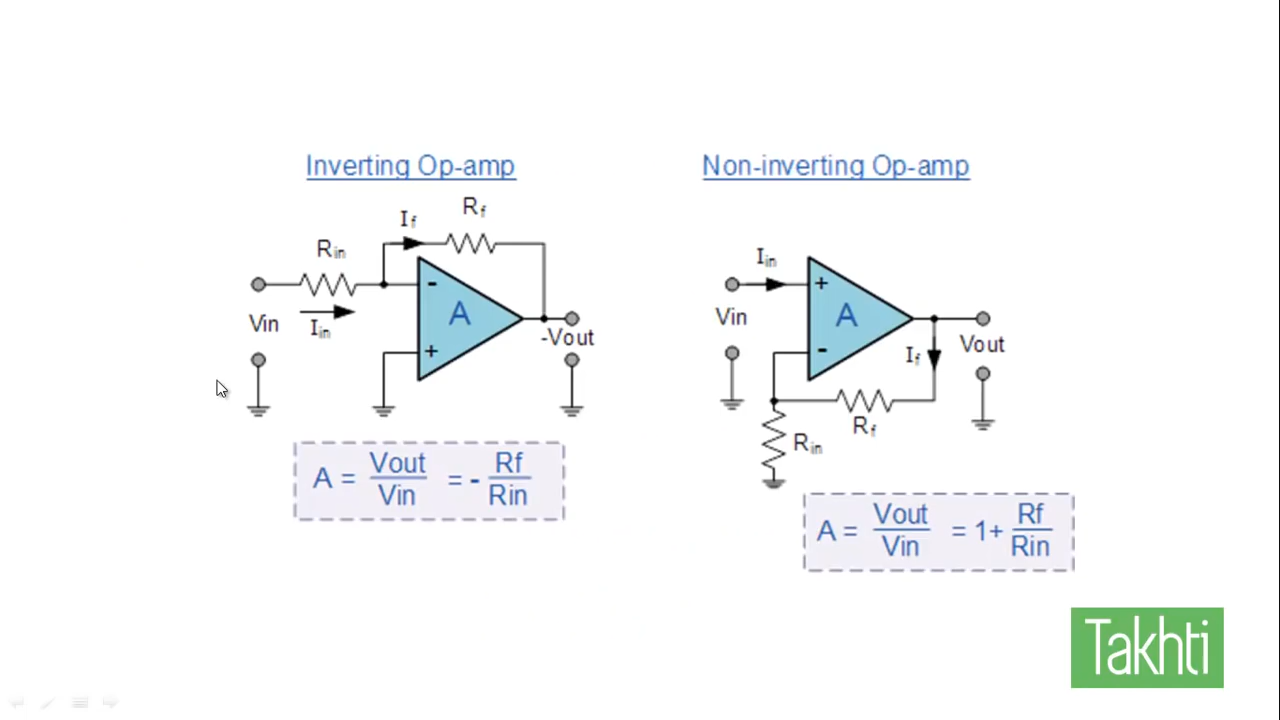 Inverting Op-amp
If
Rf
Rin
-
A
Vin
Iin
+
-Vout
A = Vout/Vin = - Rf/Rin
Non-inverting Op-amp
Iin
+
A
Vin
-
If
Vout
Rf
Rin
A = Vout/Vin = 1+ Rf/Rin
Takhti